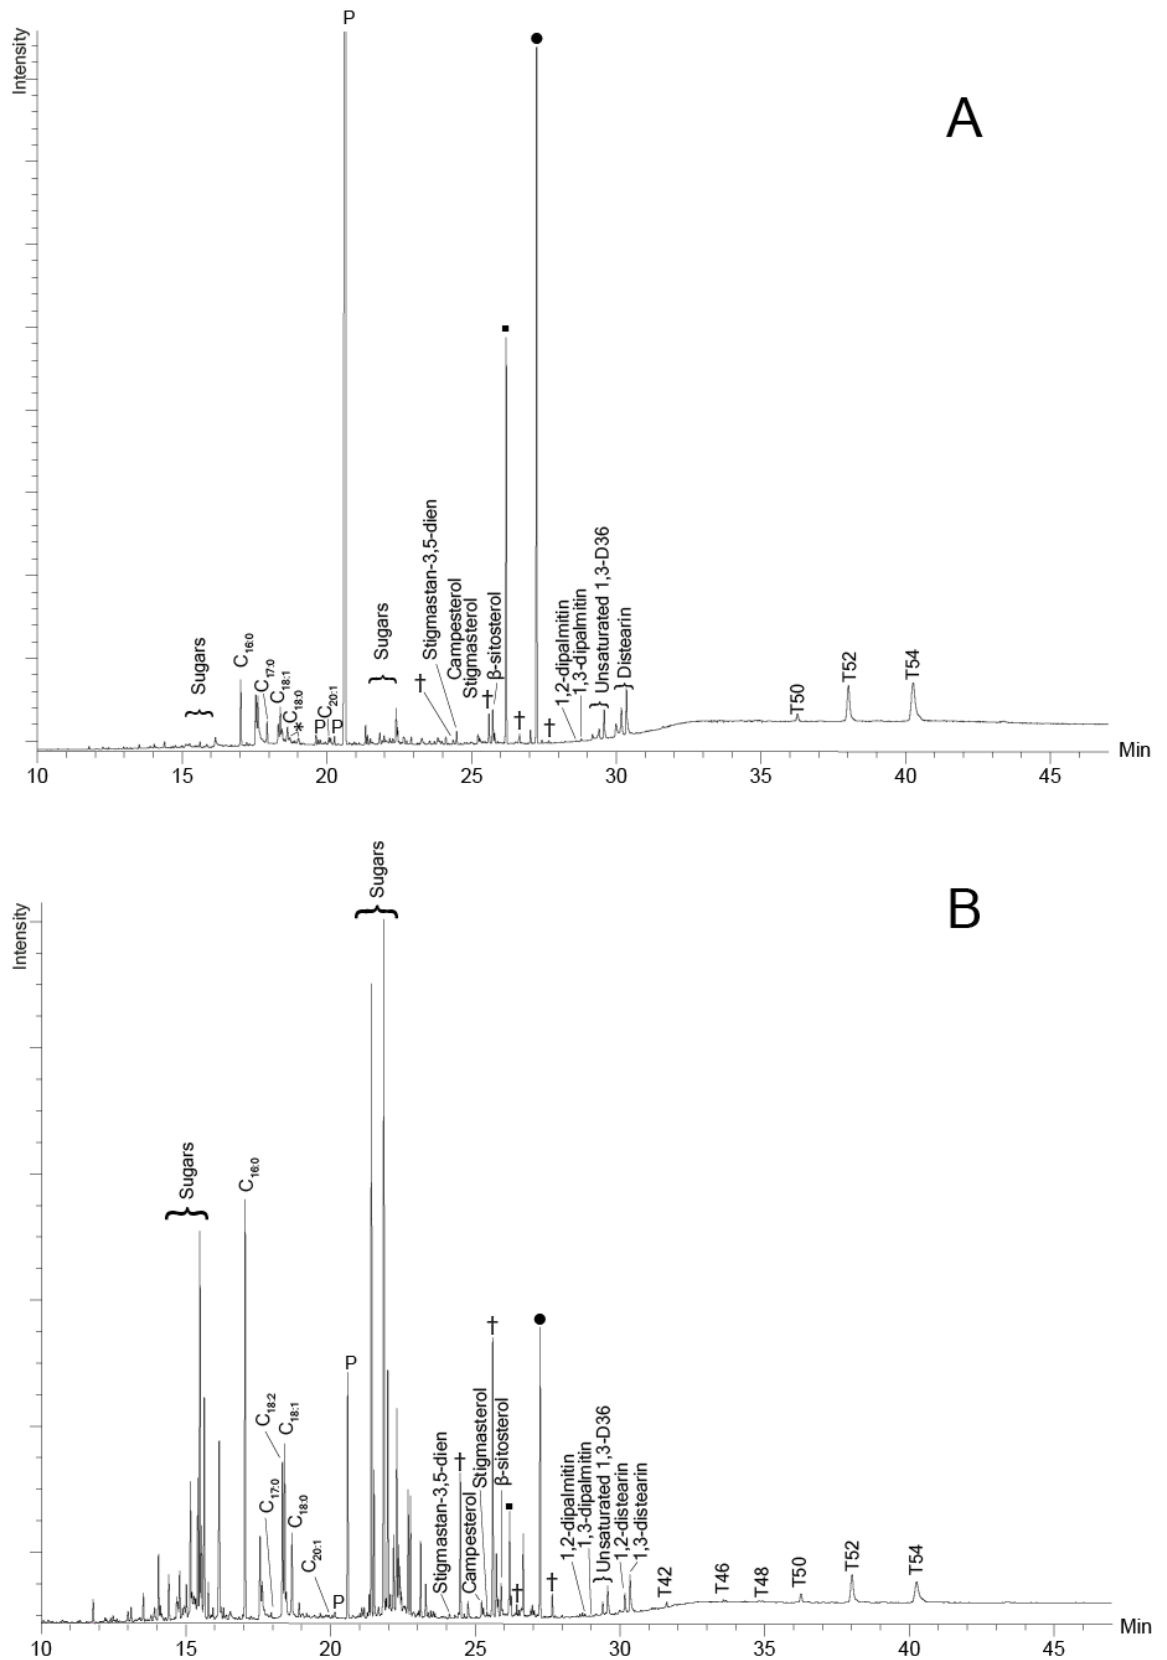 Intensity
A
P
●
■
Sugars
C16:0
C17:0
C18:1
C18:0
*
P
C20:1
P
Sugars
†
Stigmastan-3,5-dien
Campesterol
Stigmasterol
†
β-sitosterol
†
†
1,2-dipalmitin
1,3-dipalmitin
Unsaturated 1,3-D36
Distearin
T50
T52
T54
10 15 20 25 30 35 40 45 Min
Intensity
B
Sugars
Sugars
C16:0
C17:0
C18:2
C18:1
C18:0
C20:1
P
P
Stigmastan-3,5-dien
†
Campesterol
Stigmasterol
†
β-sitosterol
■
†
●
†
1,2-dipalmitin
1,3-dipalmitin
Unsaturated 1,3-D36
1,2-distearin
1,3-distearin
T42
T46
T48
T50
T52
T54
10 15 20 25 30 35 40 45 Min